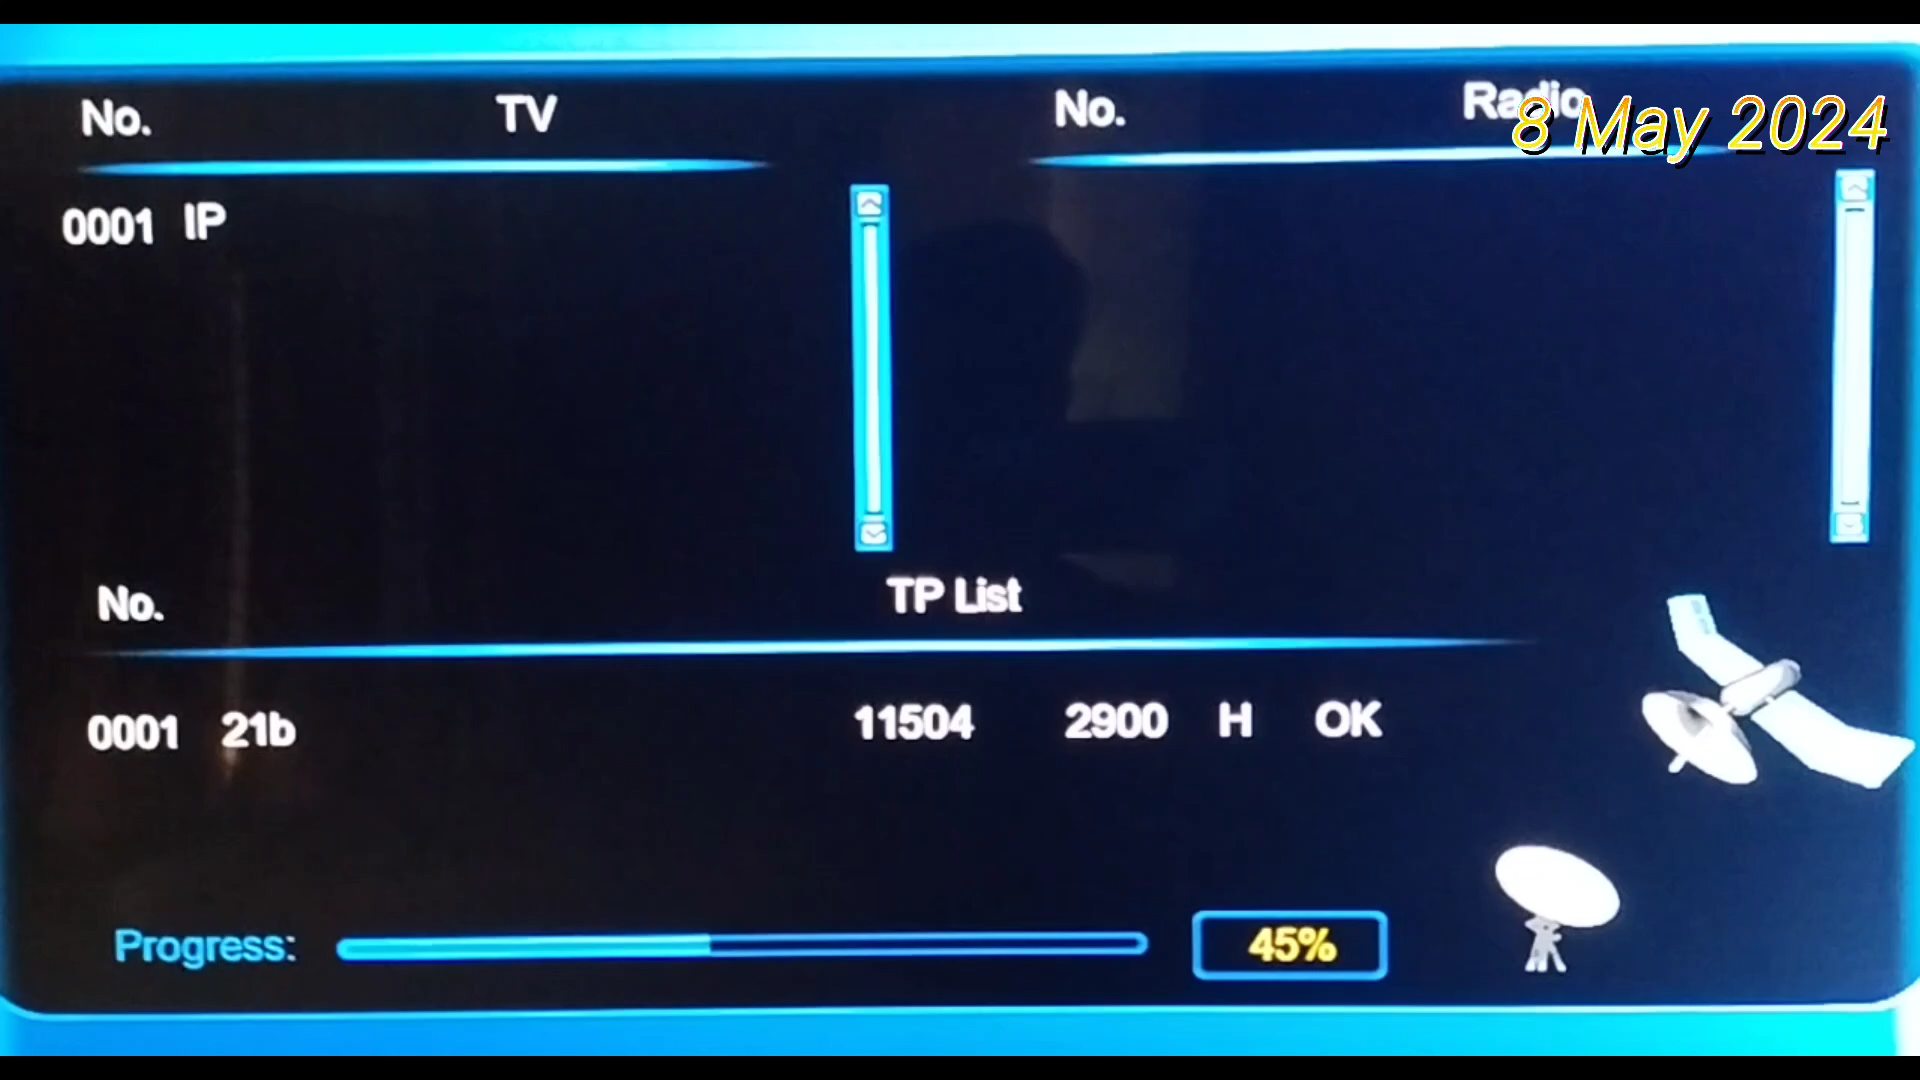 No. TV No. Radio
8 May 2024
0001 IP
No. TP List
0001 21b 11504 2900 H OK
Progress: 45%